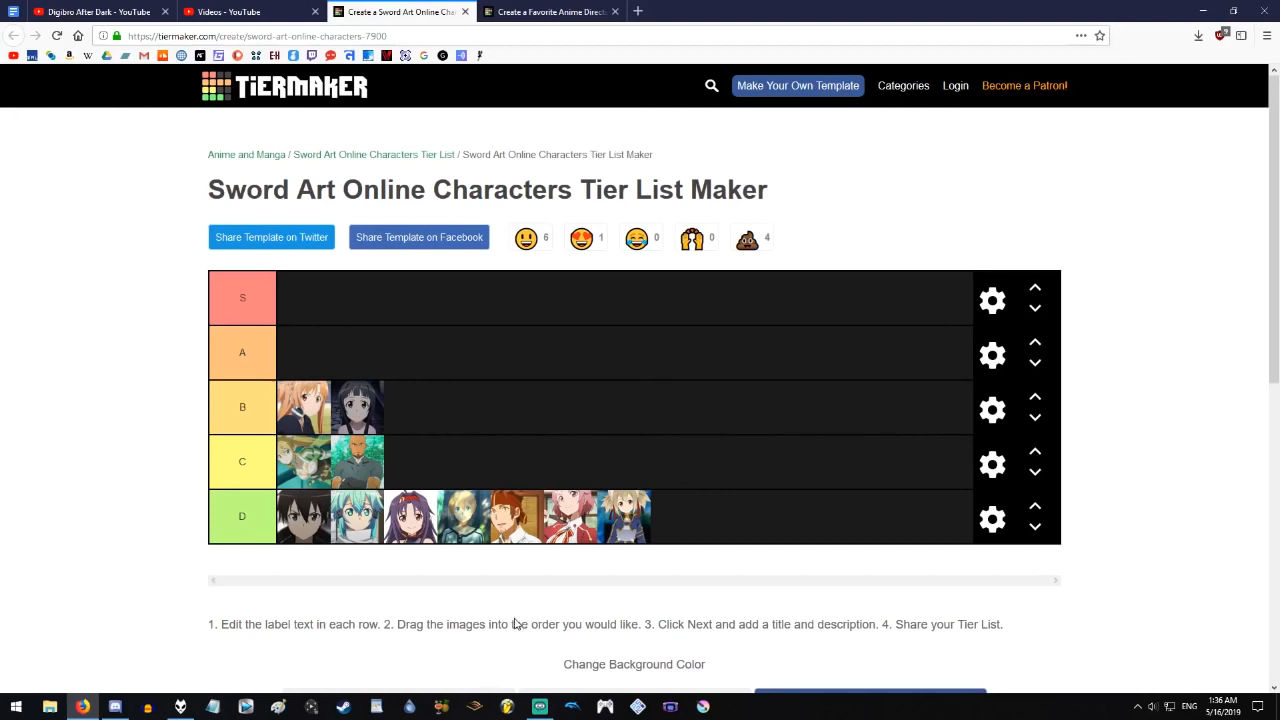 Digibro After Dark - YouTube
Videos - YouTube
Create a Sword Art Online Chara
Create a Favorite Anime Direct
https://tiermaker.com/create/sword-art-online-characters-7900
TIERMAKER
Make Your Own Template
Categories
Login
Become a Patron!
Anime and Manga / Sword Art Online Characters Tier List / Sword Art Online Characters Tier List Maker
Sword Art Online Characters Tier List Maker
Share Template on Twitter
Share Template on Facebook
6
1
0
0
4
S
A
B
C
D
1. Edit the label text in each row. 2. Drag the images into the order you would like. 3. Click Next and add a title and description. 4. Share your Tier List.
Change Background Color
ENG
1:36 AM
5/16/2019